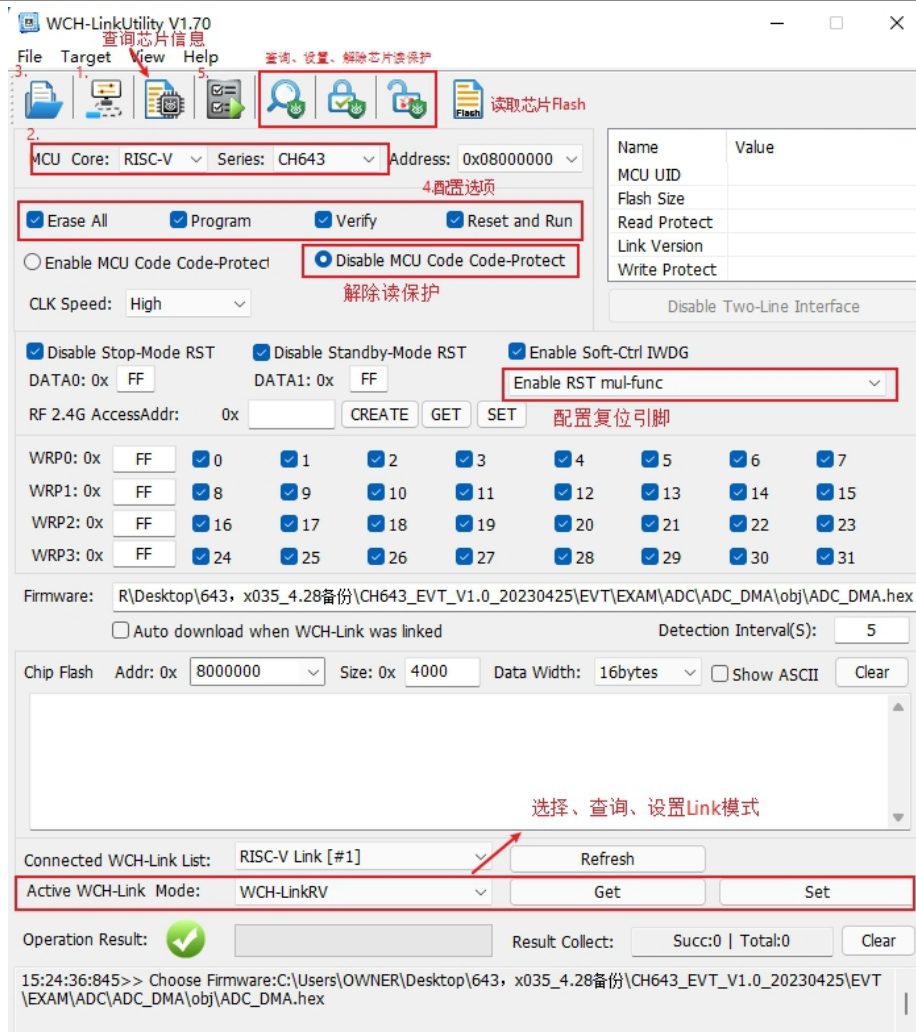 WCH-LinkUtility V1.70
查询芯片信息
File Target View Help
查询、设置、解除芯片读保护
3. 1. 5.
Flash
读取芯片Flash
2.
MCU Core: RISC-V Series: CH643 Address: 0x08000000
Name Value
MCU UID
Flash Size
Read Protect
Link Version
Write Protect
4.配置选项
Erase All Program Verify Reset and Run
Enable MCU Code Code-Protect Disable MCU Code Code-Protect
解除读保护
CLK Speed: High
Disable Two-Line Interface
Disable Stop-Mode RST Disable Standby-Mode RST Enable Soft-Ctrl IWDG
DATA0: 0x FF DATA1: 0x FF Enable RST mul-func
RF 2.4G AccessAddr: 0x CREATE GET SET 配置复位引脚
WRP0: 0x FF 0 1 2 3 4 5 6 7
WRP1: 0x FF 8 9 10 11 12 13 14 15
WRP2: 0x FF 16 17 18 19 20 21 22 23
WRP3: 0x FF 24 25 26 27 28 29 30 31
Firmware: R\Desktop\643，x035_4.28备份\CH643_EVT_V1.0_20230425\EVT\EXAM\ADC\ADC_DMA\obj\ADC_DMA.hex
Auto download when WCH-Link was linked Detection Interval(S): 5
Chip Flash Addr: 0x 8000000 Size: 0x 4000 Data Width: 16bytes Show ASCII Clear
选择、查询、设置Link模式
Connected WCH-Link List: RISC-V Link [#1] Refresh
Active WCH-Link Mode: WCH-LinkRV Get Set
Operation Result: Result Collect: Succ:0 | Total:0 Clear
15:24:36:845>> Choose Firmware:C:\Users\OWNER\Desktop\643，x035_4.28备份\CH643_EVT_V1.0_20230425\EVT
\EXAM\ADC\ADC_DMA\obj\ADC_DMA.hex